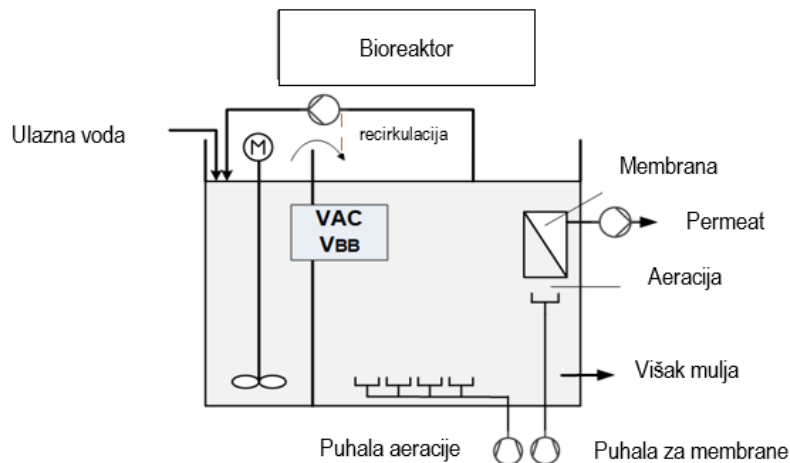 Bioreaktor
Ulazna voda
recirkulacija
M
Membrana
VAC
VBB
Permeat
Aeracija
Višak mulja
Puhala aeracije
Puhala za membrane